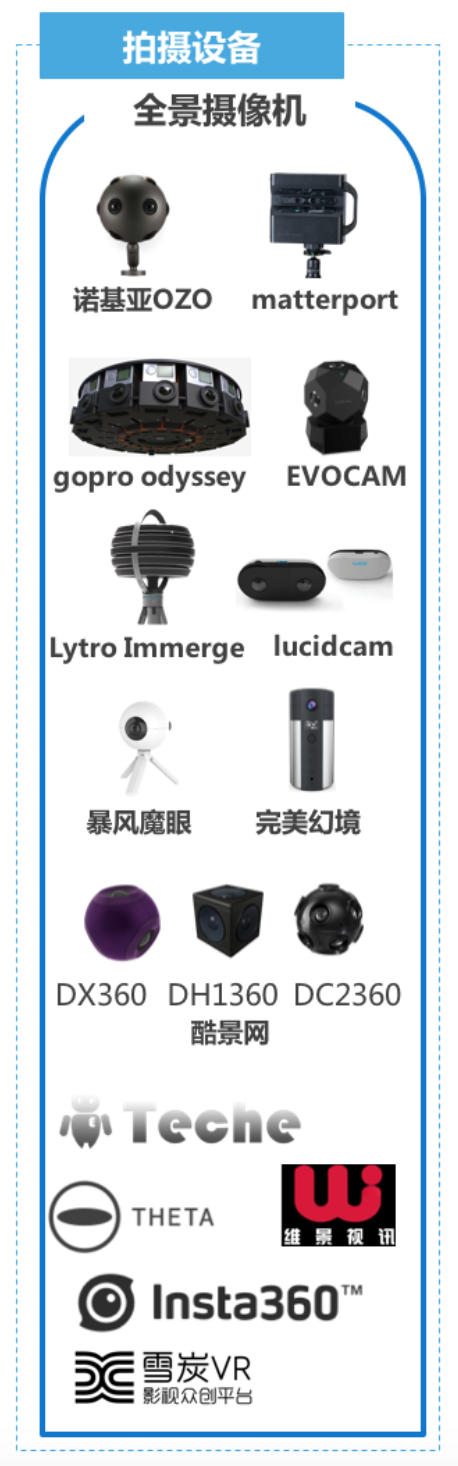 拍摄设备
全景摄像机
诺基亚OZO
matterport
gopro odyssey
EVOCAM
Lytro Immerge
lucidcam
暴风魔眼
完美幻境
DX360 DH1360 DC2360
酷景网
Teche
THETA
维景视讯
Insta360™
雪炭VR
影视众创平台